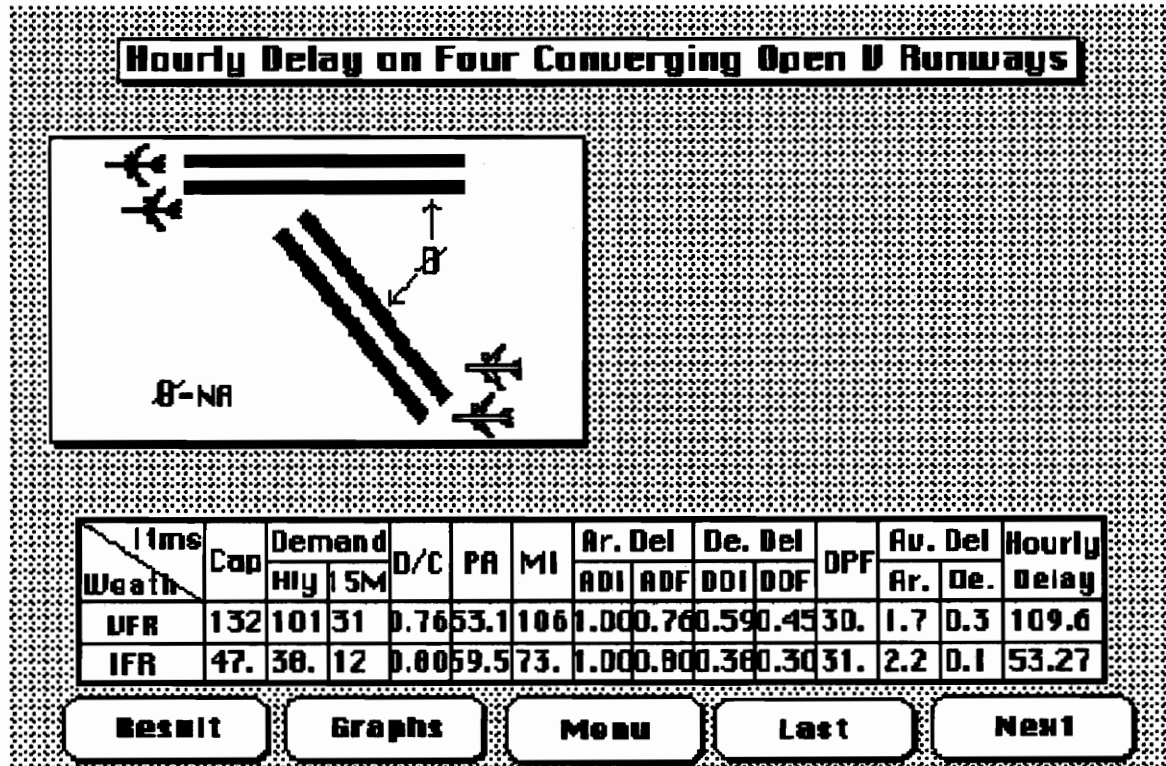 Hourly Delay on Four Converging Open V Runways
θ
θ-NA
Itms Weath Cap Demand D/C PA MI Ar. Del De. Del DPF Av. Del Hourly Delay
Hly 15M ADI ADF DDI DDF Ar. De.
VFR 132 101 31 0.76 53.1 106 1.00 0.76 0.59 0.45 30. 1.7 0.3 109.6
IFR 47. 38. 12 0.80 59.5 73. 1.00 0.80 0.38 0.30 31. 2.2 0.1 53.27
Result Graphs Menu Last Next